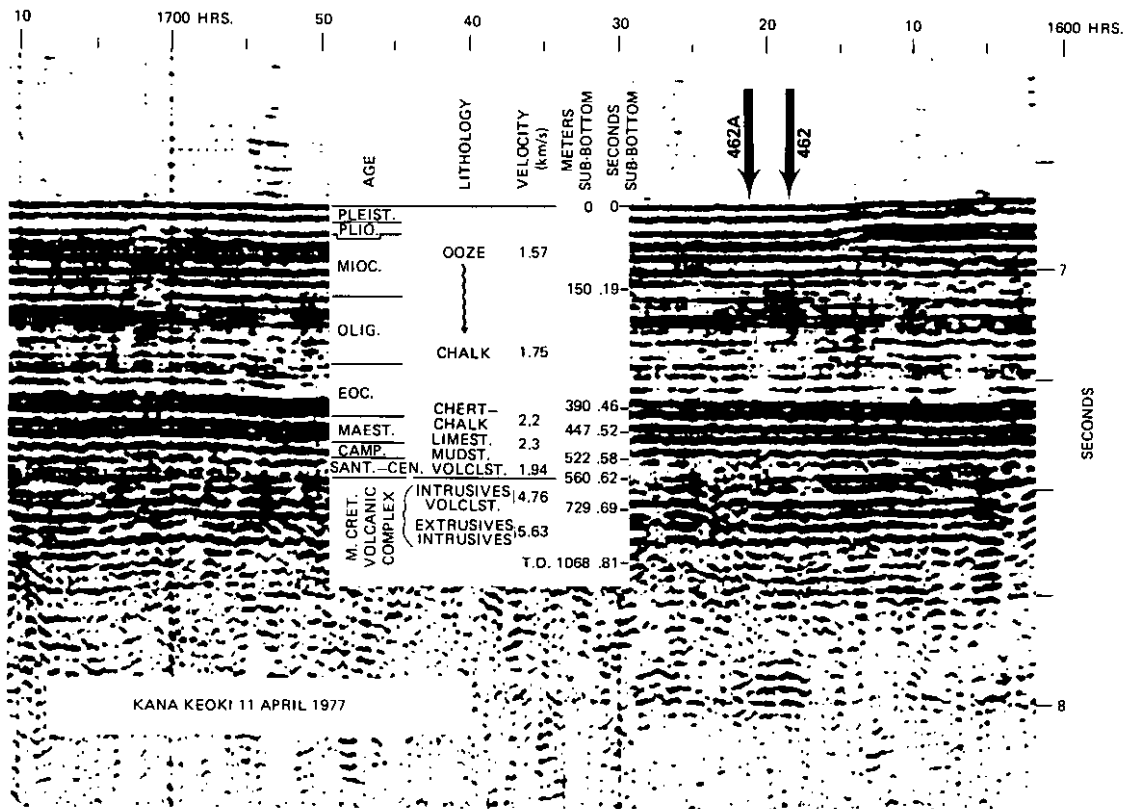 10 1700 HRS. 50 40 30 20 10 1600 HRS.
AGE LITHOLOGY VELOCITY (km/s) METERS SUB-BOTTOM SECONDS SUB-BOTTOM
462A 462
0 0
PLEIST.
PLIO.
MIOC. OOZE 1.57
7
150 .19
OLIG.
CHALK 1.75
EOC.
CHERT— 390 .46
CHALK 2.2
MAEST. 447 .52
LIMEST. 2.3
CAMP. MUDST. 522 .58
SANT.—CEN. VOLCLST. 1.94
560 .62
M. CRET. VOLCANIC COMPLEX
INTRUSIVES 4.76
VOLCLST. 729 .69
EXTRUSIVES 5.63
INTRUSIVES
T.D. 1068 .81
SECONDS
KANA KEOKI 11 APRIL 1977
8